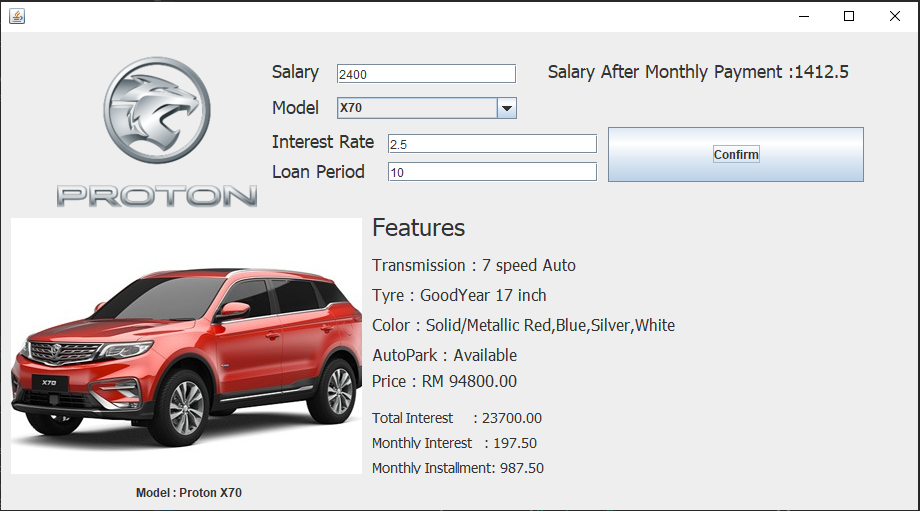 PROTON
Salary 2400
Salary After Monthly Payment :1412.5
Model X70
Interest Rate 2.5
Loan Period 10
Confirm
Features
Transmission : 7 speed Auto
Tyre : GoodYear 17 inch
Color : Solid/Metallic Red,Blue,Silver,White
AutoPark : Available
Price : RM 94800.00
Total Interest : 23700.00
Monthly Interest : 197.50
Monthly Installment: 987.50
X70
Model : Proton X70